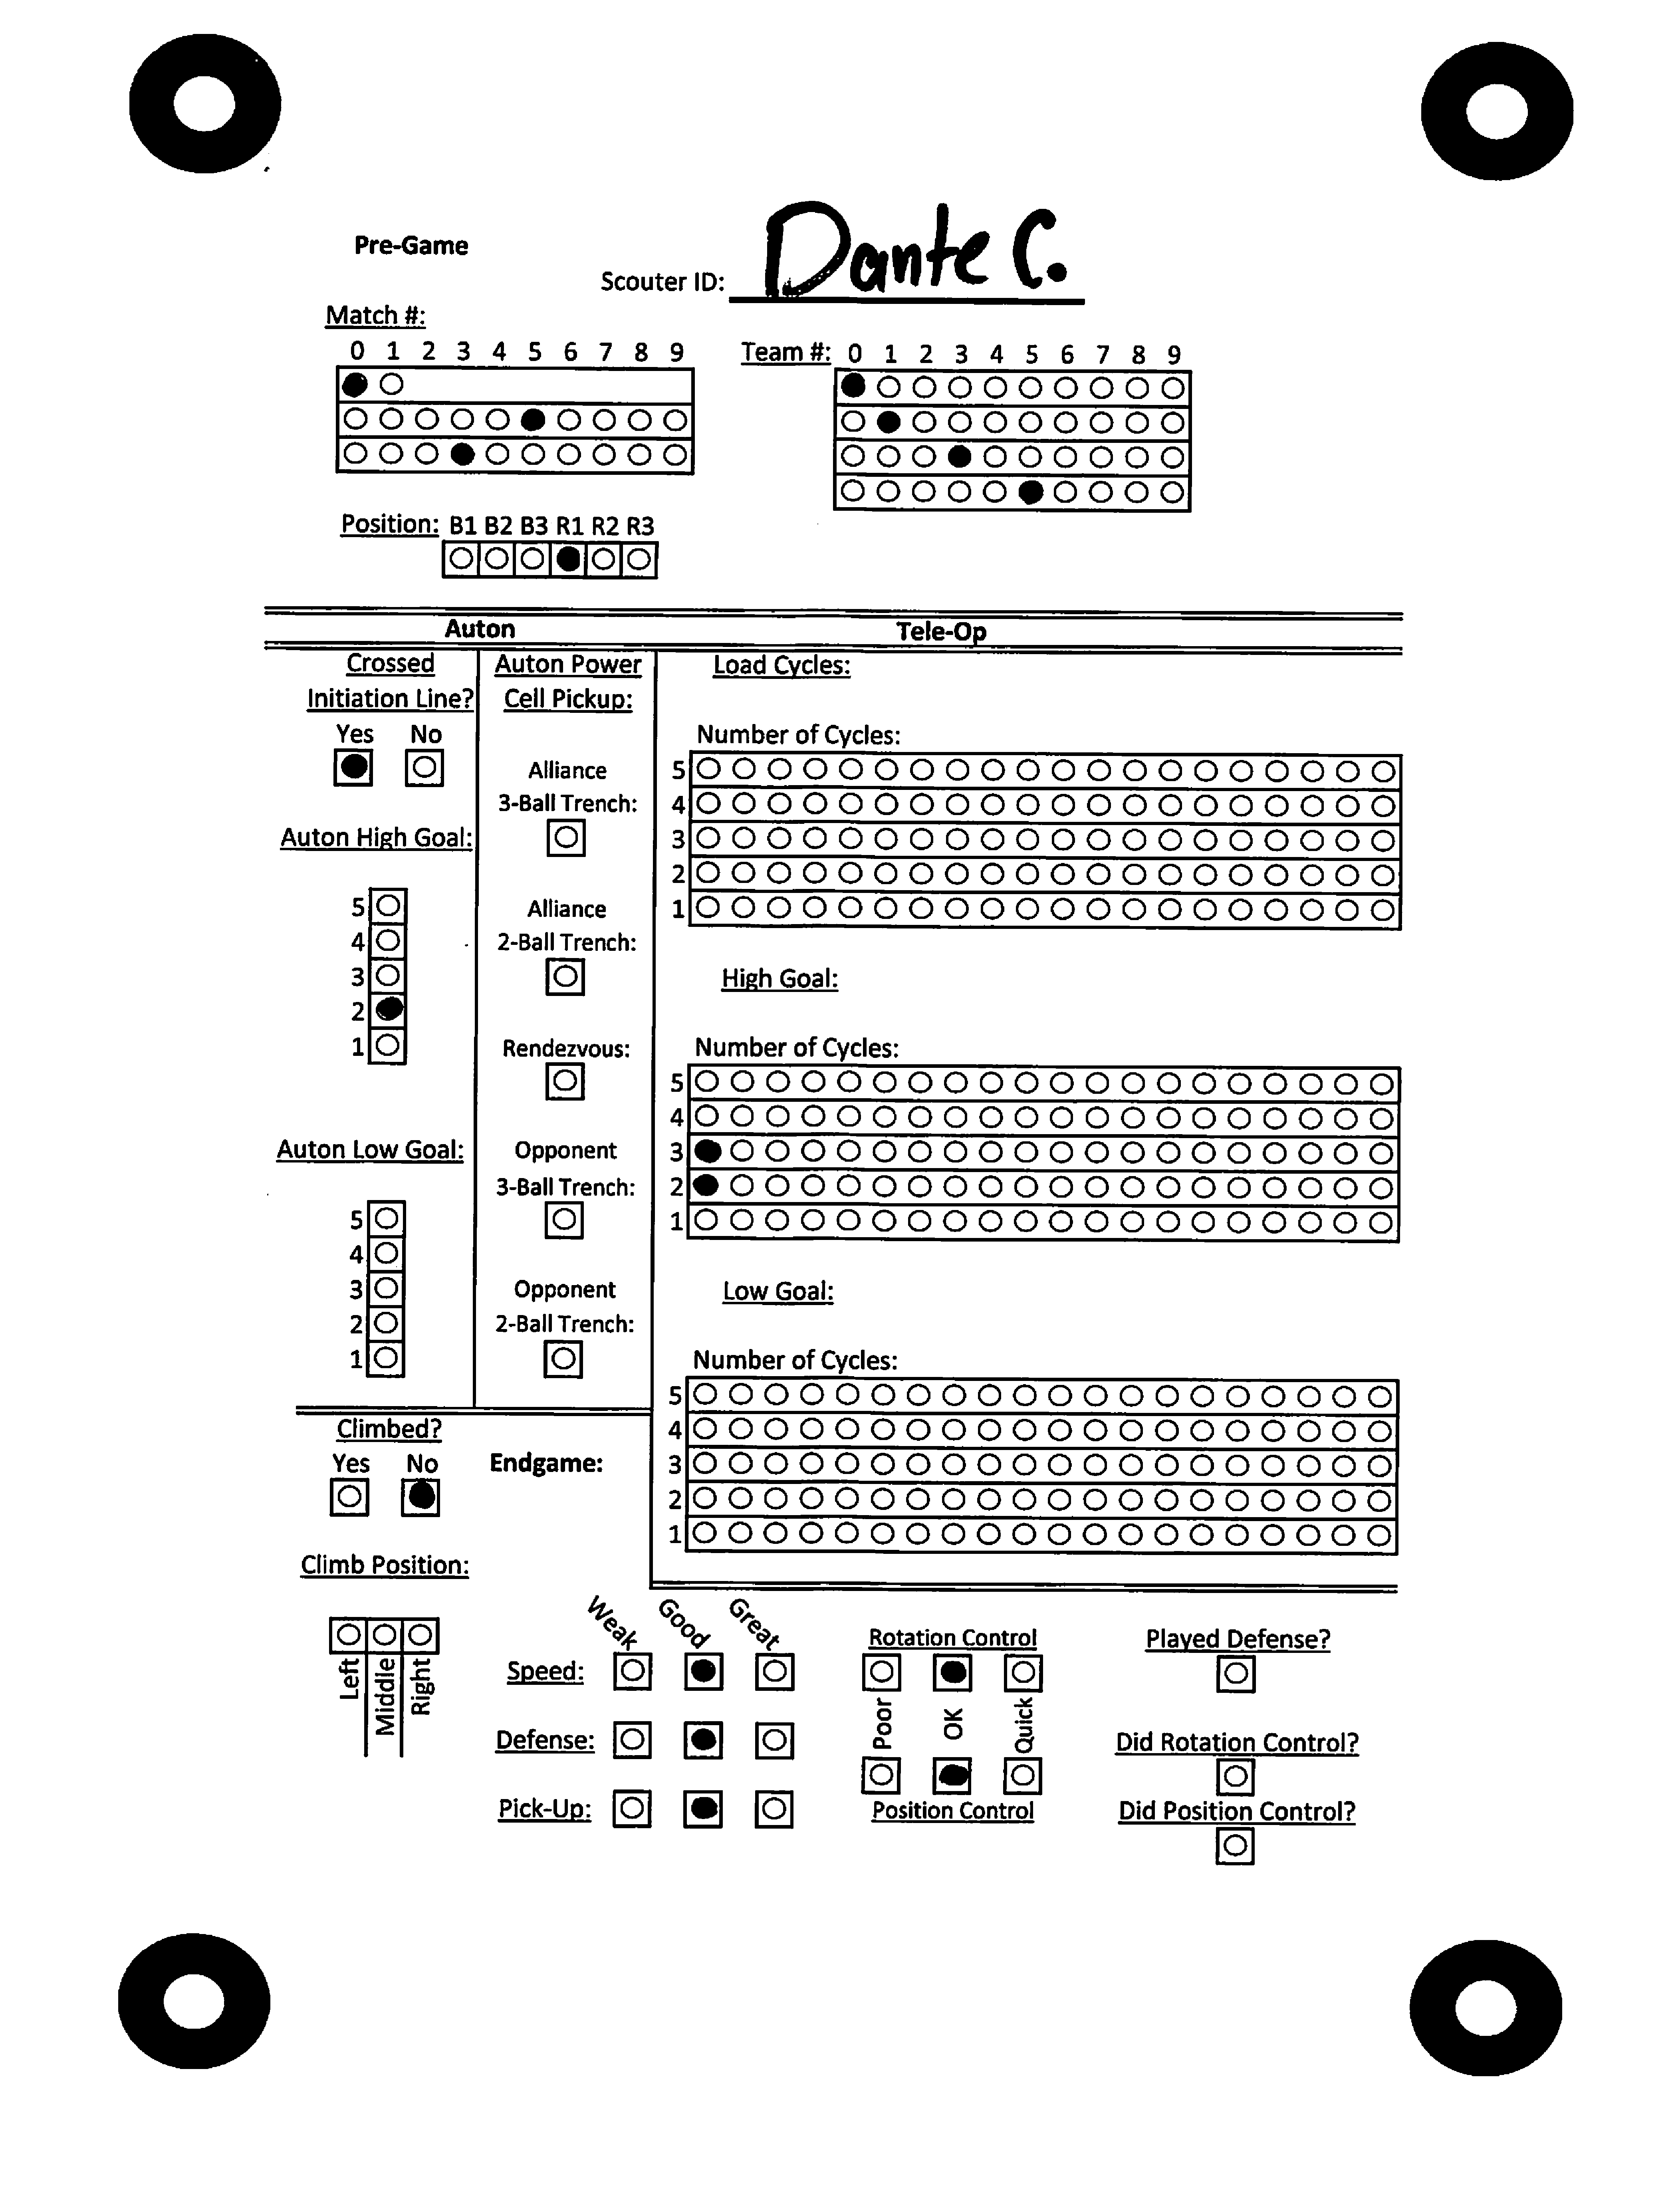 Pre-Game
Scouter ID: Dante C.
Match #:
0 1 2 3 4 5 6 7 8 9
Team #: 0 1 2 3 4 5 6 7 8 9
Position: B1 B2 B3 R1 R2 R3
Auton
Tele-Op
Crossed
Initiation Line?
Yes No
Auton High Goal:
5
4
3
2
1
Auton Low Goal:
5
4
3
2
1
Auton Power
Cell Pickup:
Alliance
3-Ball Trench:
Alliance
2-Ball Trench:
Rendezvous:
Opponent
3-Ball Trench:
Opponent
2-Ball Trench:
Load Cycles:
Number of Cycles:
5
4
3
2
1
High Goal:
Number of Cycles:
5
4
3
2
1
Low Goal:
Number of Cycles:
5
4
3
2
1
Climbed?
Yes No
Endgame:
Climb Position:
Left
Middle
Right
Weak Good Great
Speed:
Defense:
Pick-Up:
Rotation Control
Poor OK Quick
Position Control
Played Defense?
Did Rotation Control?
Did Position Control?